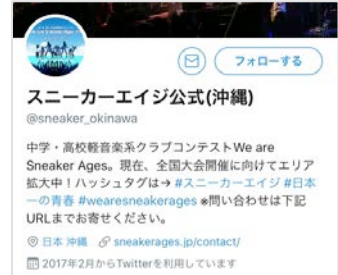 フォローする
スニーカーエイジ公式(沖縄)
@sneaker_okinawa
中学・高校軽音楽系クラブコンテストWe are
Sneaker Ages。現在、全国大会開催に向けてエリア
拡大中！ハッシュタグは→ #スニーカーエイジ #日本
一の青春 #wearesneakerages ※問い合わせは下記
URLまでお寄せください。
日本 沖縄 sneakerages.jp/contact/
2017年2月からTwitterを利用しています